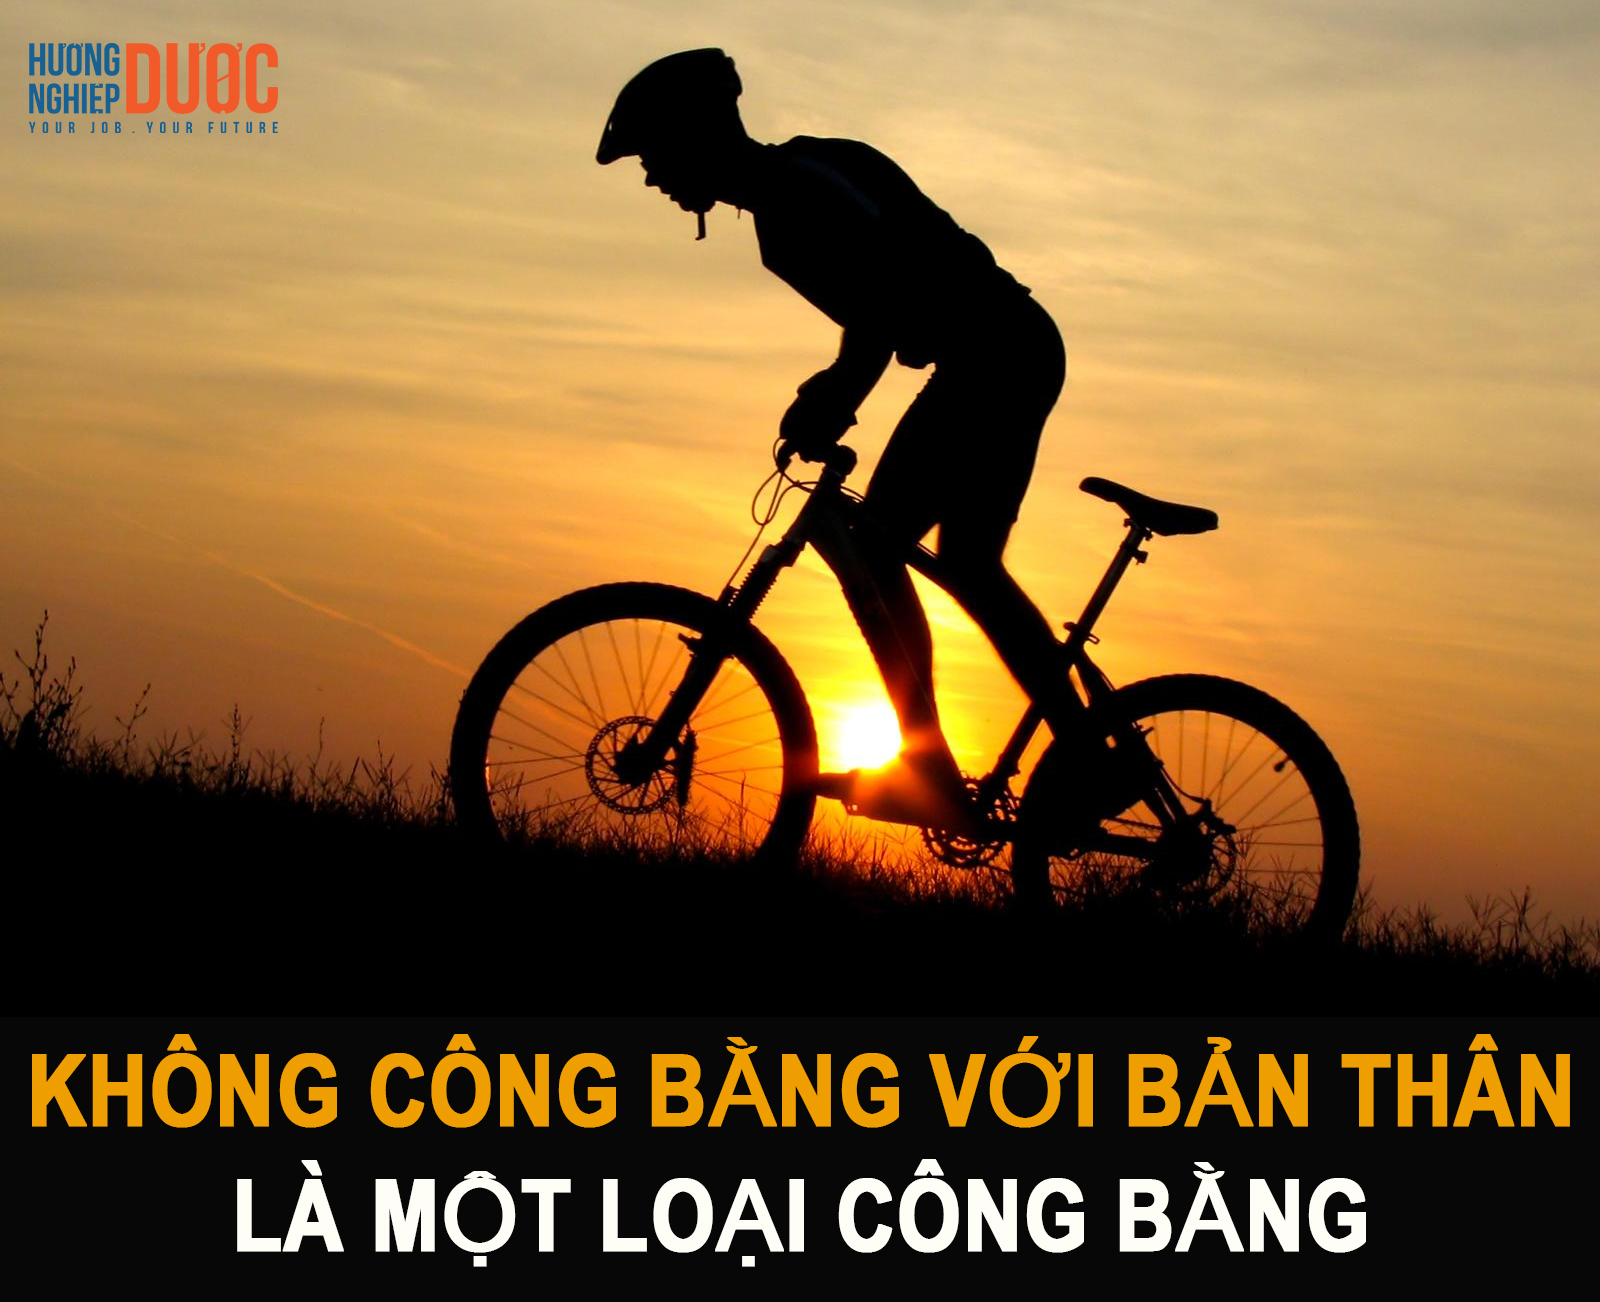 HƯỚNG
NGHIỆP
DƯỢC
YOUR JOB . YOUR FUTURE
KHÔNG CÔNG BẰNG VỚI BẢN THÂN
LÀ MỘT LOẠI CÔNG BẰNG